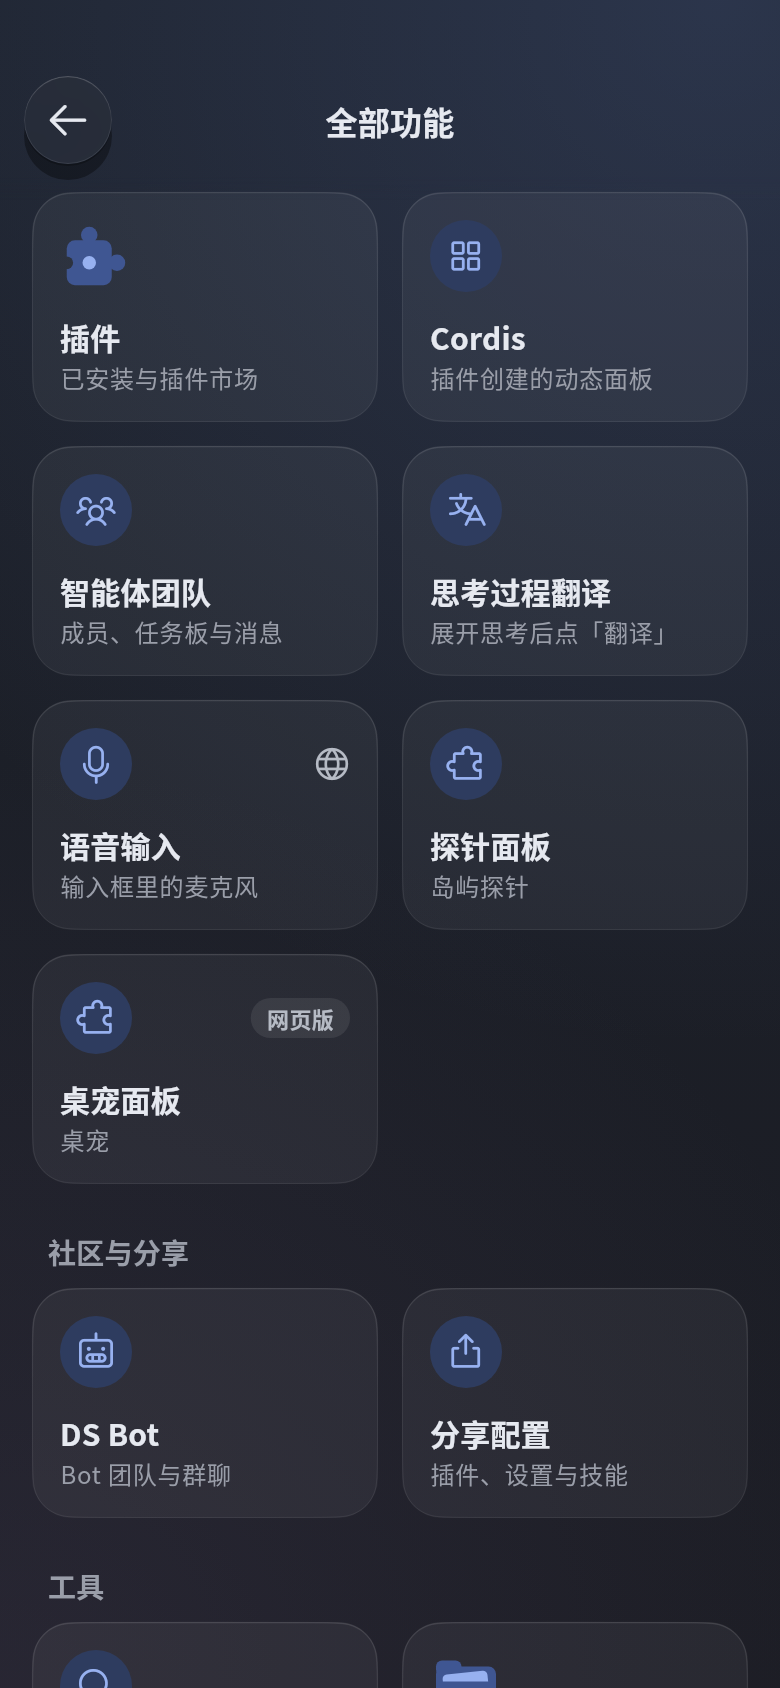 全部功能
插件
已安装与插件市场
Cordis
插件创建的动态面板
智能体团队
成员、任务板与消息
思考过程翻译
展开思考后点「翻译」
语音输入
输入框里的麦克风
探针面板
岛屿探针
网页版
桌宠面板
桌宠
社区与分享
DS Bot
Bot 团队与群聊
分享配置
插件、设置与技能
工具